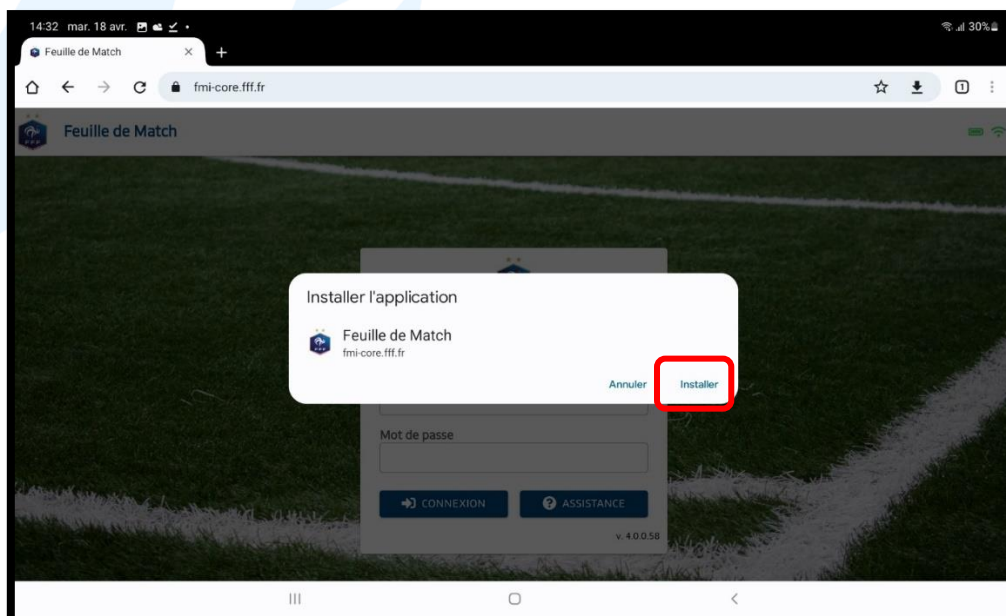 14:32 mar. 18 avr.
30%
Feuille de Match
fmi-core.fff.fr
1
Feuille de Match
Installer l'application
Feuille de Match
fmi-core.fff.fr
Annuler Installer
Mot de passe
CONNEXION ? ASSISTANCE
v. 4.0.0.58